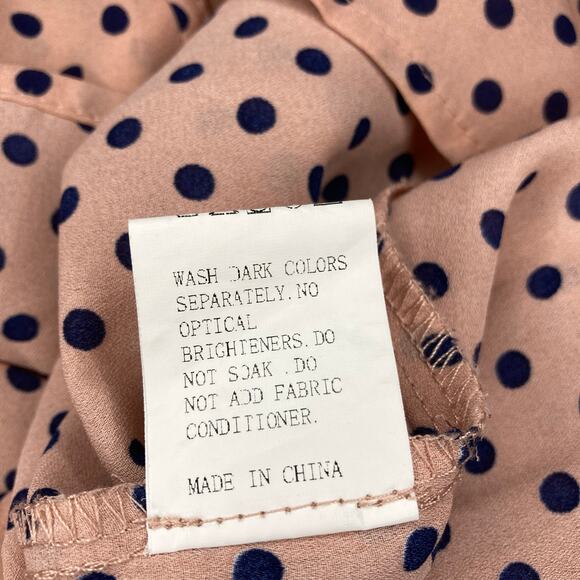 WASH DARK COLORS
SEPARATELY.NO
OPTICAL
BRIGHTENERS.DO
NOT SOAK .DO
NOT ADD FABRIC
CONDITIONER.
MADE IN CHINA